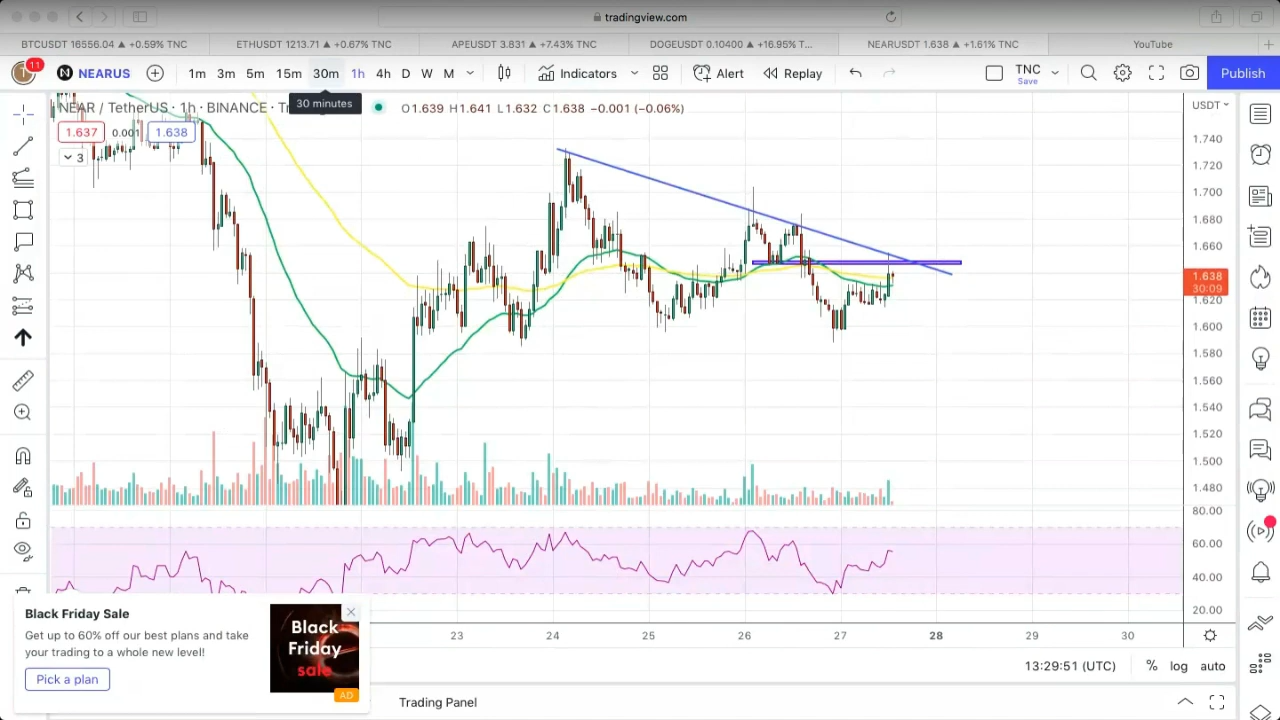 tradingview.com
BTCUSDT 16556.04 ▲ +0.59% TNC
ETHUSDT 1213.71 ▲ +0.67% TNC
APEUSDT 3.831 ▲ +7.43% TNC
DOGEUSDT 0.10400 ▲ +16.95% T...
NEARUSDT 1.638 ▲ +1.61% TNC
YouTube
11
T
N NEARUS 1m 3m 5m 15m 30m 1h 4h D W M Indicators Alert Replay TNC Save Publish
30 minutes
NEAR / TetherUS · 1h · BINANCE · Tr
O1.639 H1.641 L1.632 C1.638 −0.001 (−0.06%)
USDT
1.637 0.001 1.638
3
1.740
1.720
1.700
1.680
1.660
1.638
30:09
1.620
1.600
1.580
1.560
1.540
1.520
1.500
1.480
80.00
60.00
40.00
20.00
23 24 25 26 27 28 29 30
Black Friday Sale
Get up to 60% off our best plans and take
your trading to a whole new level!
Pick a plan
Black
Friday
sale
AD
13:29:51 (UTC) % log auto
Trading Panel